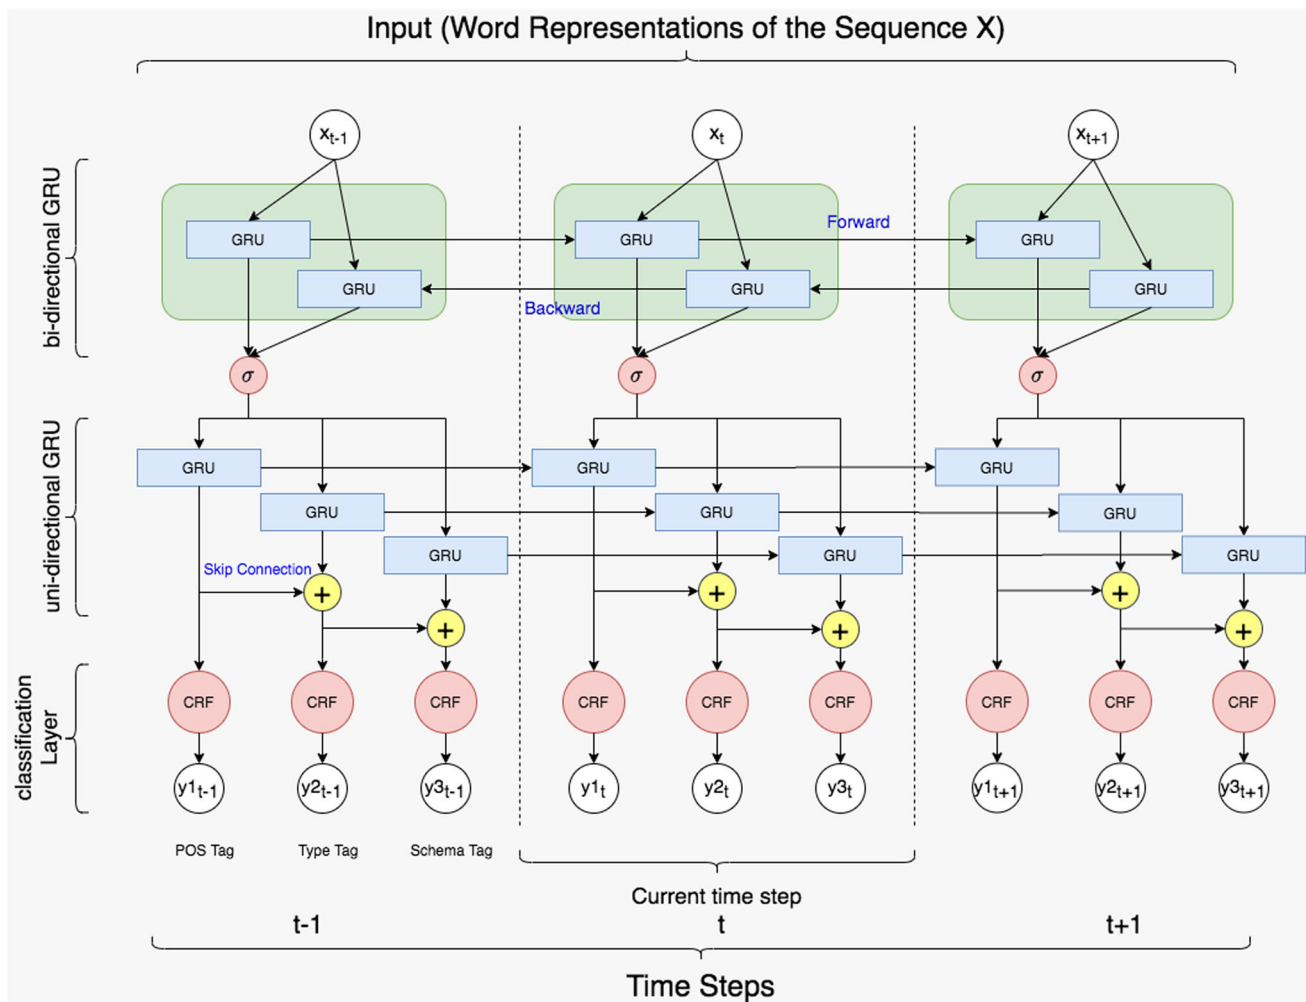 Input (Word Representations of the Sequence X)
xt-1 xt xt+1
bi-directional GRU
GRU GRU Forward GRU
GRU GRU GRU
Backward
σ σ σ
uni-directional GRU
GRU GRU GRU
GRU GRU GRU
GRU GRU GRU
Skip Connection
+ + +
+ + +
classification
Layer
CRF CRF CRF CRF CRF CRF CRF CRF CRF
y1t-1 y2t-1 y3t-1 y1t y2t y3t y1t+1 y2t+1 y3t+1
POS Tag Type Tag Schema Tag
Current time step
t-1 t t+1
Time Steps